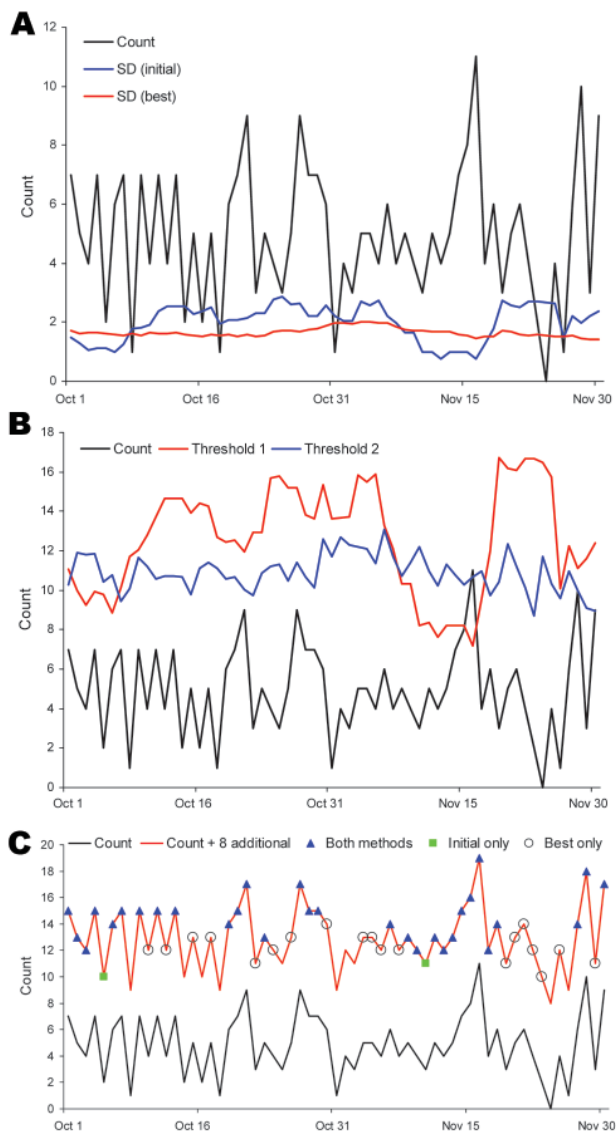 A
12
Count
SD (initial)
10
SD (best)
8
Count
6
4
2
0
Oct 1 Oct 16 Oct 31 Nov 15 Nov 30
B
18
Count Threshold 1 Threshold 2
16
14
12
10
Count
8
6
4
2
0
Oct 1 Oct 16 Oct 31 Nov 15 Nov 30
C
20
Count Count + 8 additional Both methods Initial only Best only
18
16
14
12
Count
10
8
6
4
2
0
Oct 1 Oct 16 Oct 31 Nov 15 Nov 30